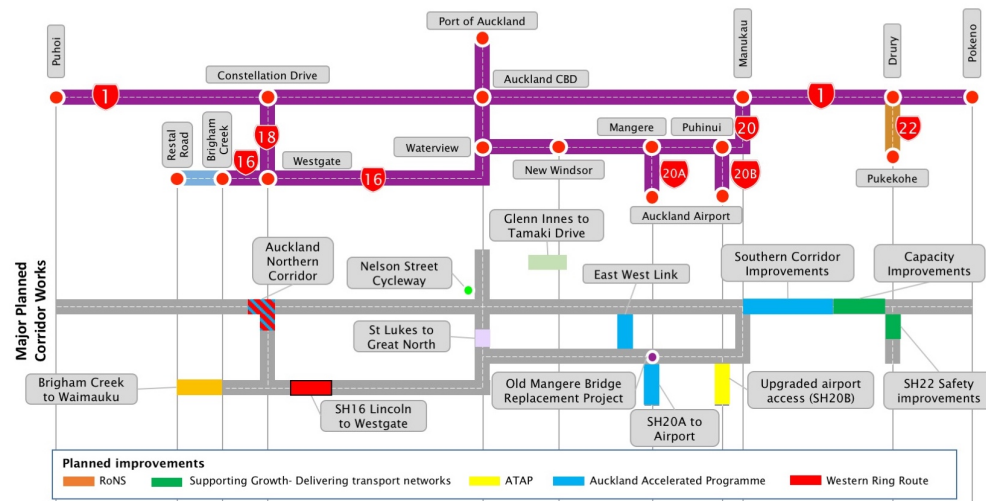 Port of Auckland
Puhoi
Manukau
Drury
Pokeno
Constellation Drive
Auckland CBD
1
1
Restal
Road
Brigham
Creek
18
16
Westgate
16
Waterview
Mangere
Puhinui
20
22
New Windsor
20A
20B
Pukekohe
Auckland Airport
Major Planned
Corridor Works
Auckland
Northern
Corridor
Nelson Street
Cycleway
Glenn Innes to
Tamaki Drive
East West Link
Southern Corridor
Improvements
Capacity
Improvements
St Lukes to
Great North
Brigham Creek
to Waimauku
SH16 Lincoln
to Westgate
Old Mangere Bridge
Replacement Project
SH20A to
Airport
Upgraded airport
access (SH20B)
SH22 Safety
improvements
Planned improvements
RoNS
Supporting Growth- Delivering transport networks
ATAP
Auckland Accelerated Programme
Western Ring Route